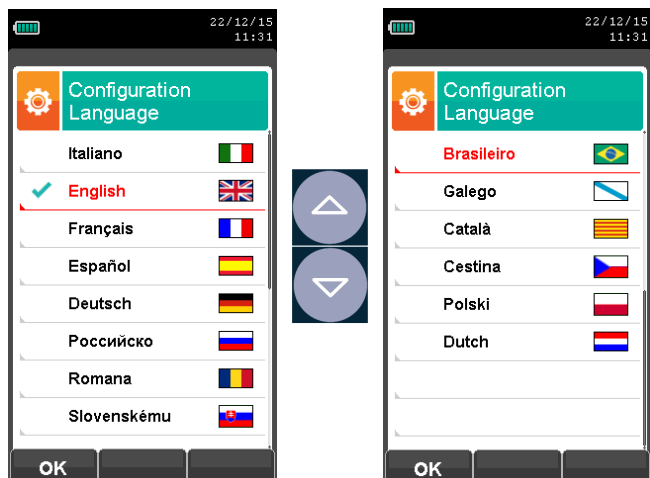 22/12/15
11:31
Configuration
Language
Italiano
English
Français
Español
Deutsch
Российско
Romana
Slovenskému
OK
22/12/15
11:31
Configuration
Language
Brasileiro
Galego
Català
Cestina
Polski
Dutch
OK